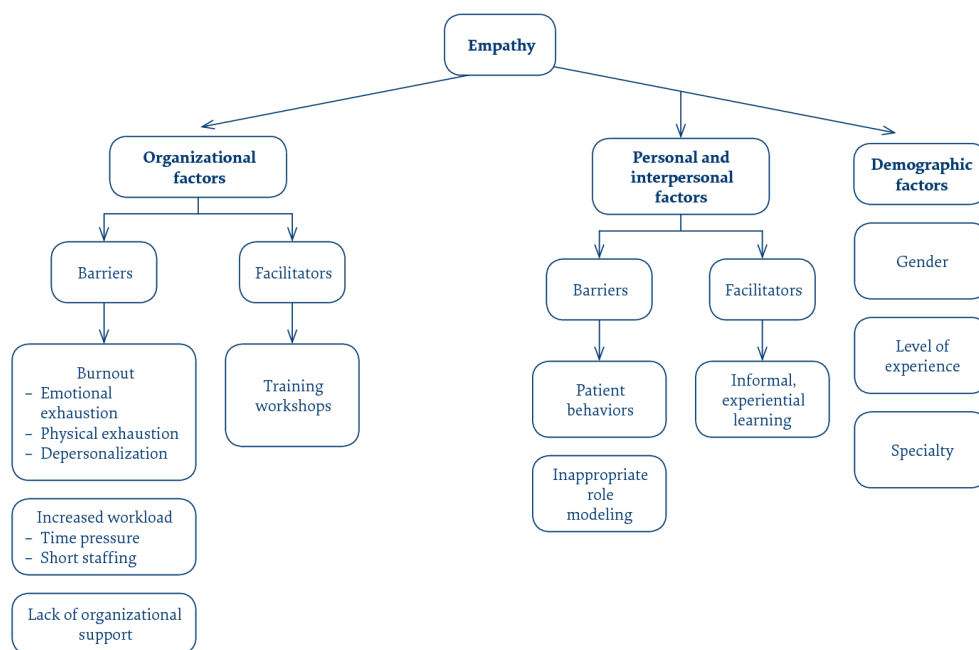 Empathy
Organizational
factors
Personal and
interpersonal
factors
Demographic
factors
Barriers
Facilitators
Barriers
Facilitators
Gender
Burnout
– Emotional
exhaustion
– Physical exhaustion
– Depersonalization
Training
workshops
Patient
behaviors
Informal,
experiential
learning
Level of
experience
Increased workload
– Time pressure
– Short staffing
Inappropriate
role
modeling
Specialty
Lack of organizational
support